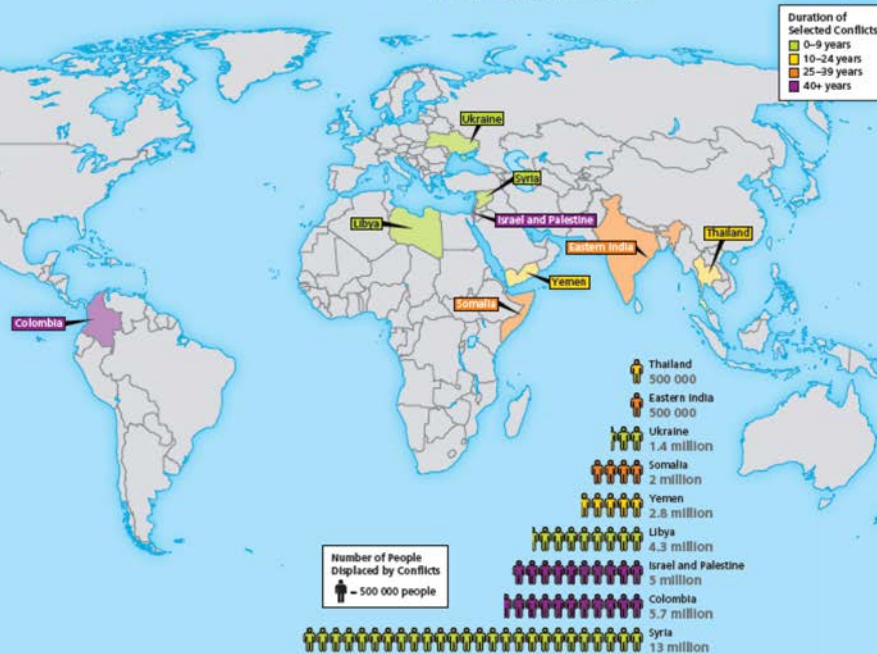 Duration of
Selected Conflicts
0–9 years
10–24 years
25–39 years
40+ years
Ukraine
Syria
Israel and Palestine
Libya
Thailand
Eastern India
Yemen
Somalia
Colombia
Thailand
500 000
Eastern India
500 000
Ukraine
1.4 million
Somalia
2 million
Yemen
2.8 million
Libya
4.3 million
Israel and Palestine
5 million
Colombia
5.7 million
Syria
13 million
Number of People
Displaced by Conflicts
= 500 000 people